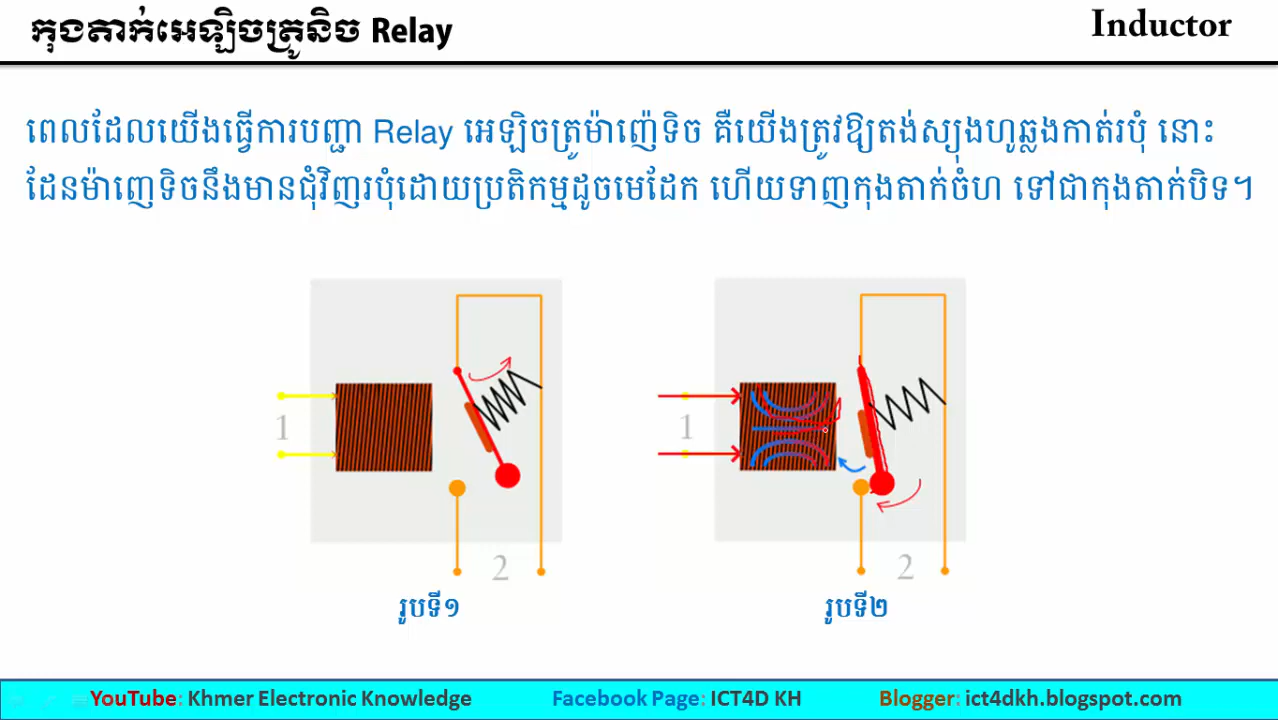 កុងតាក់អេឡិចត្រូនិច Relay
Inductor
ពេលដែលយើងធ្វើការបញ្ជា Relay អេឡិចត្រូម៉ាញ៉េទិច គឺយើងត្រូវឱ្យតង់ស្យុងហូឆ្លងកាត់របុំ នោះ
ដែនម៉ាញេទិចនឹងមានជុំវិញរបុំដោយប្រតិកម្មដូចមេដែក ហើយទាញកុងតាក់ចំហ ទៅជាកុងតាក់បិទ។
1
2
1
2
រូបទី១
រូបទី២
YouTube: Khmer Electronic Knowledge
Facebook Page: ICT4D KH
Blogger: ict4dkh.blogspot.com